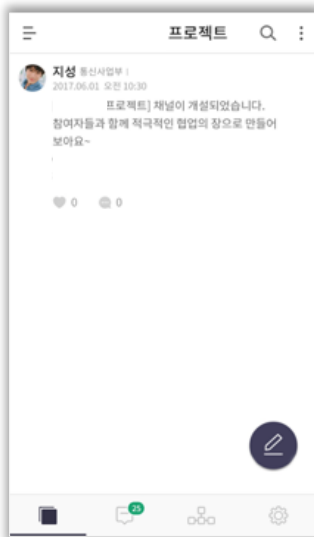 프로젝트
지성 통신사업부 |
2017.06.01 오전 10:30
프로젝트] 채널이 개설되었습니다.
참여자들과 함께 적극적인 협업의 장으로 만들어
보아요~
0 0
25